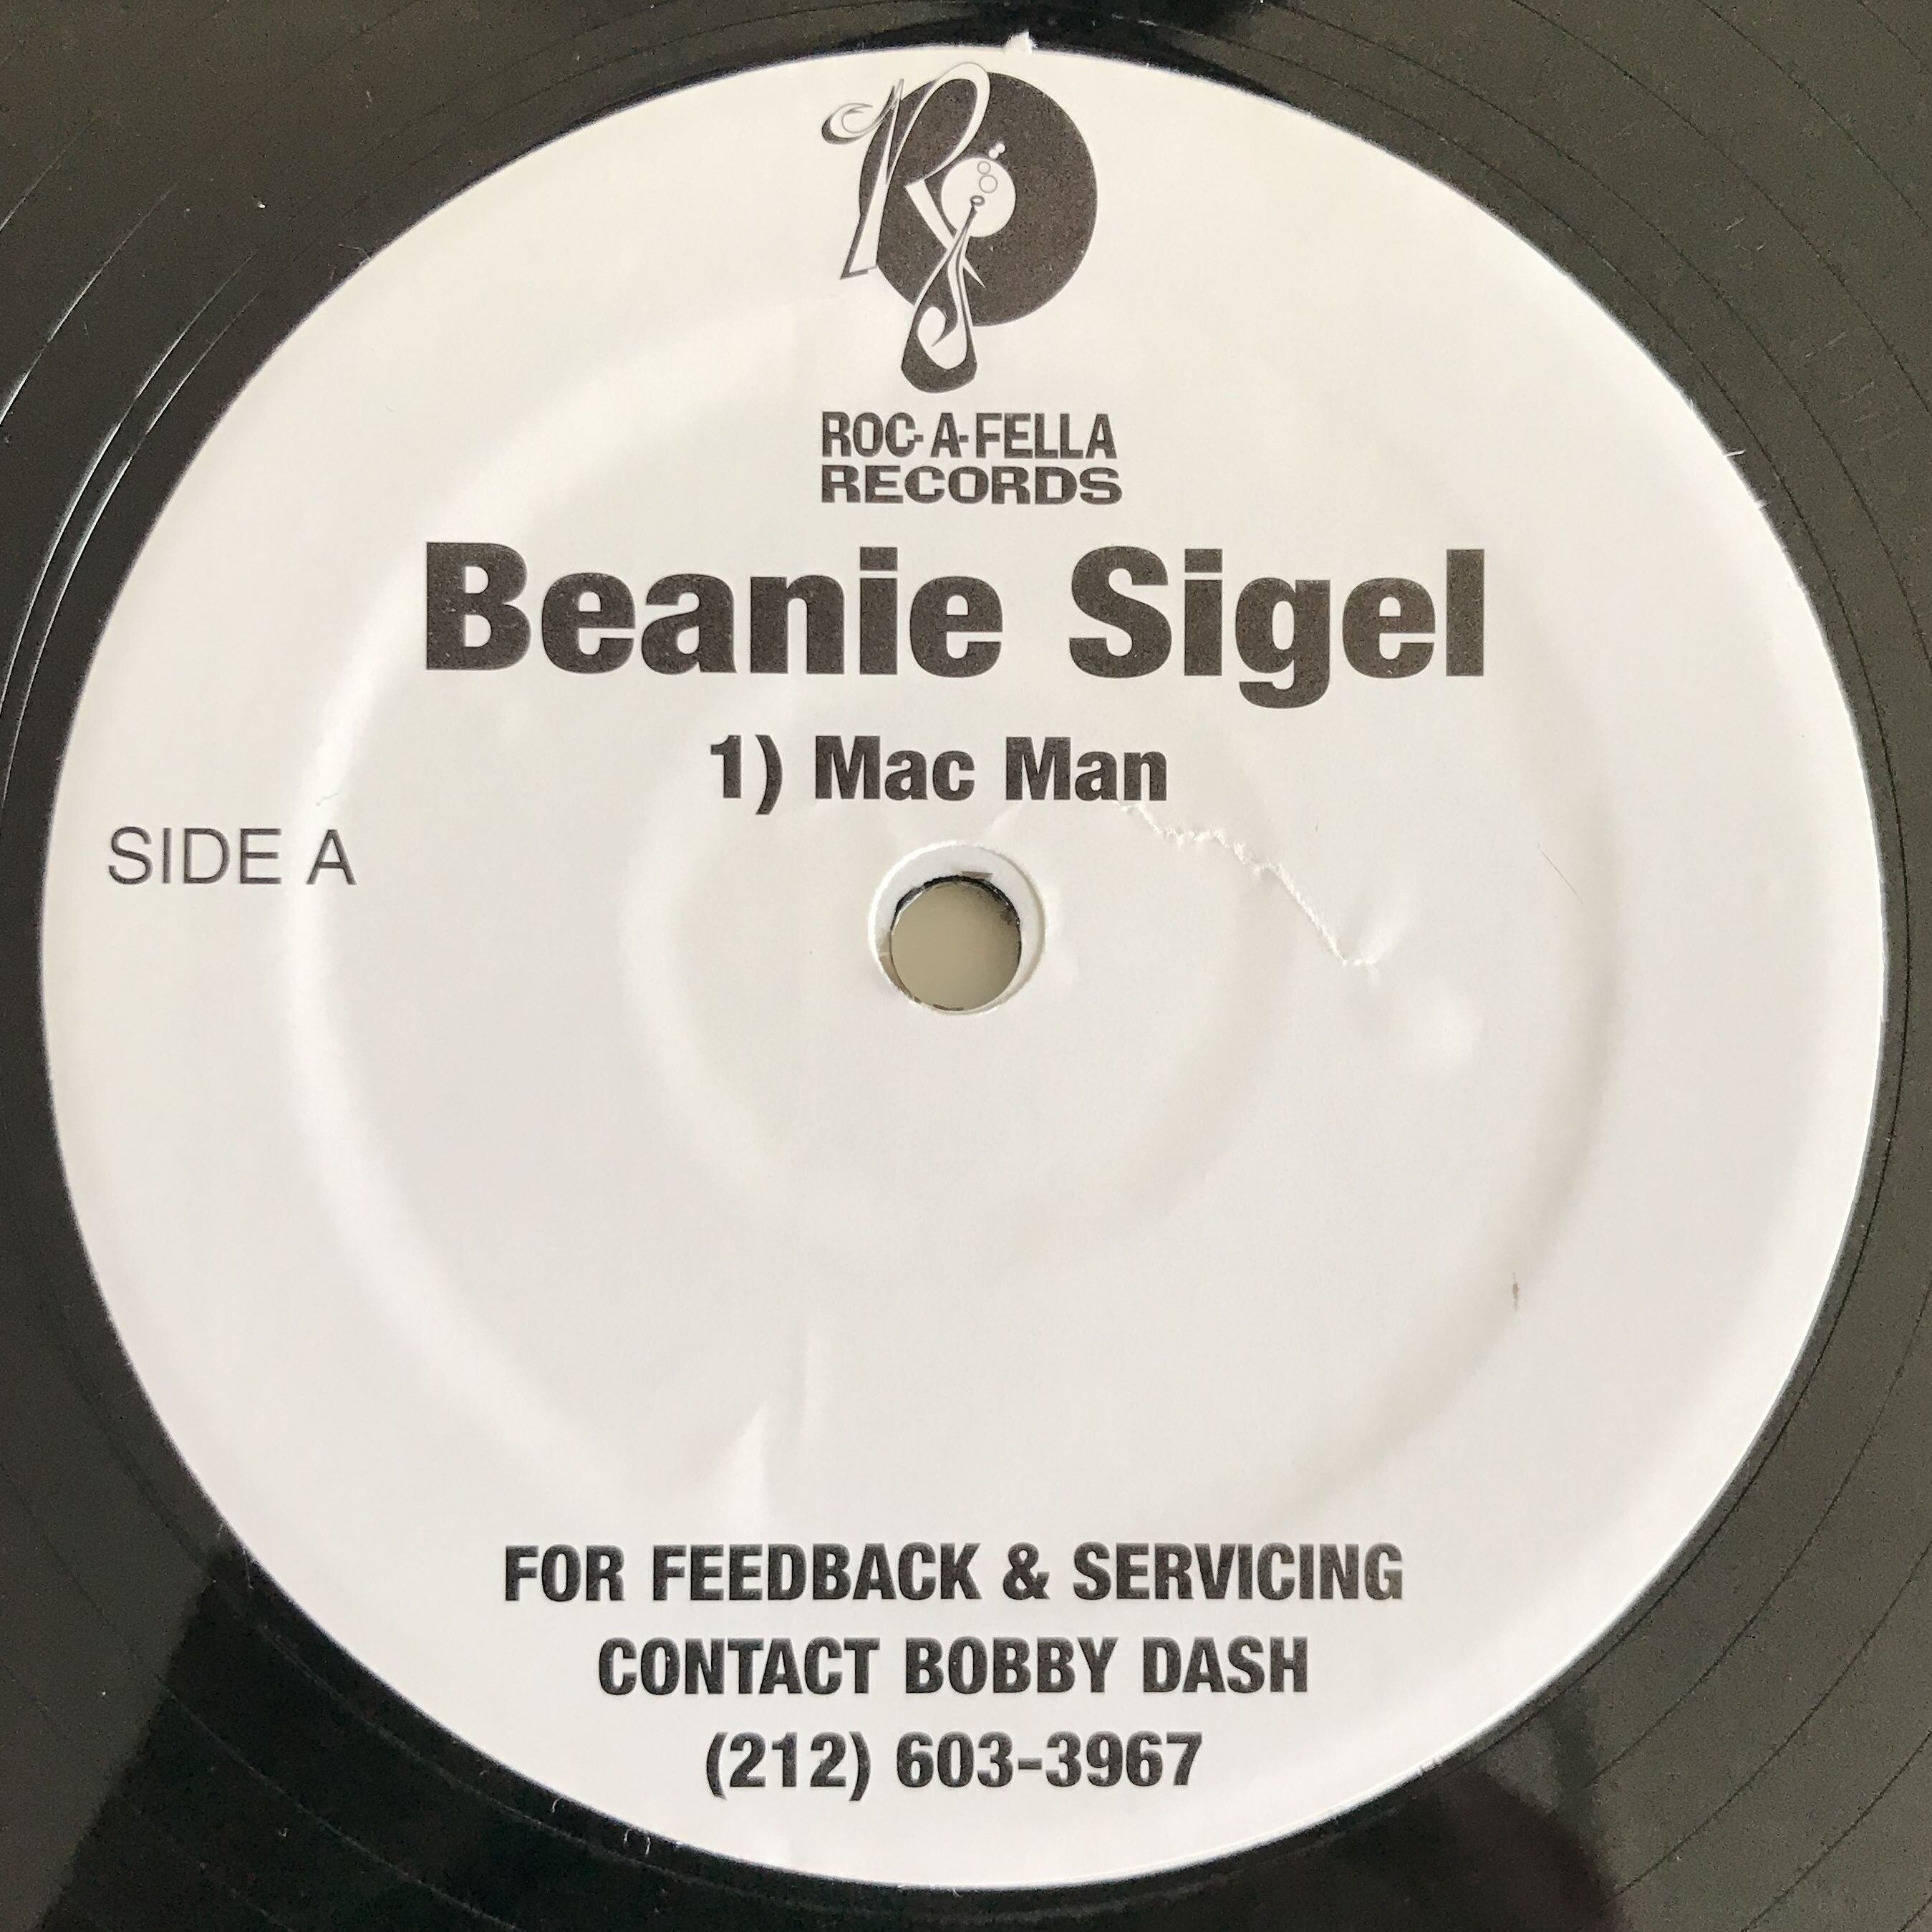 ROC-A-FELLA
RECORDS
Beanie Sigel
1) Mac Man
SIDE A
FOR FEEDBACK & SERVICING
CONTACT BOBBY DASH
(212) 603-3967